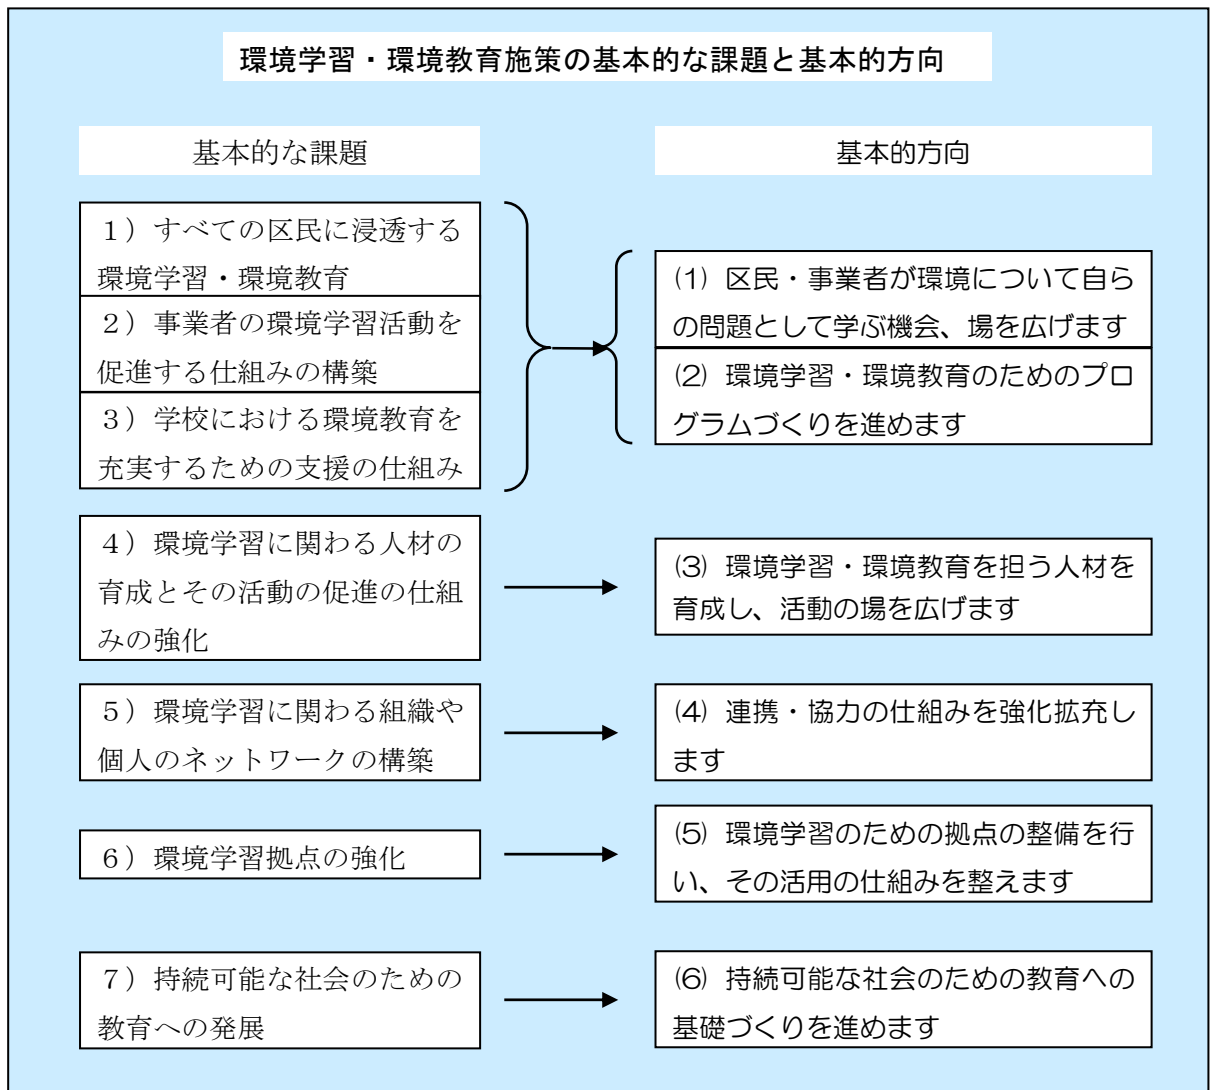 環境学習・環境教育施策の基本的な課題と基本的方向
基本的な課題
１）すべての区民に浸透する
環境学習・環境教育
２）事業者の環境学習活動を
促進する仕組みの構築
３）学校における環境教育を
充実するための支援の仕組み
４）環境学習に関わる人材の
育成とその活動の促進の仕組
みの強化
５）環境学習に関わる組織や
個人のネットワークの構築
６）環境学習拠点の強化
７）持続可能な社会のための
教育への発展
基本的方向
⑴ 区民・事業者が環境について自ら
の問題として学ぶ機会、場を広げます
⑵ 環境学習・環境教育のためのプロ
グラムづくりを進めます
⑶ 環境学習・環境教育を担う人材を
育成し、活動の場を広げます
⑷ 連携・協力の仕組みを強化拡充し
ます
⑸ 環境学習のための拠点の整備を行
い、その活用の仕組みを整えます
⑹ 持続可能な社会のための教育への
基礎づくりを進めます